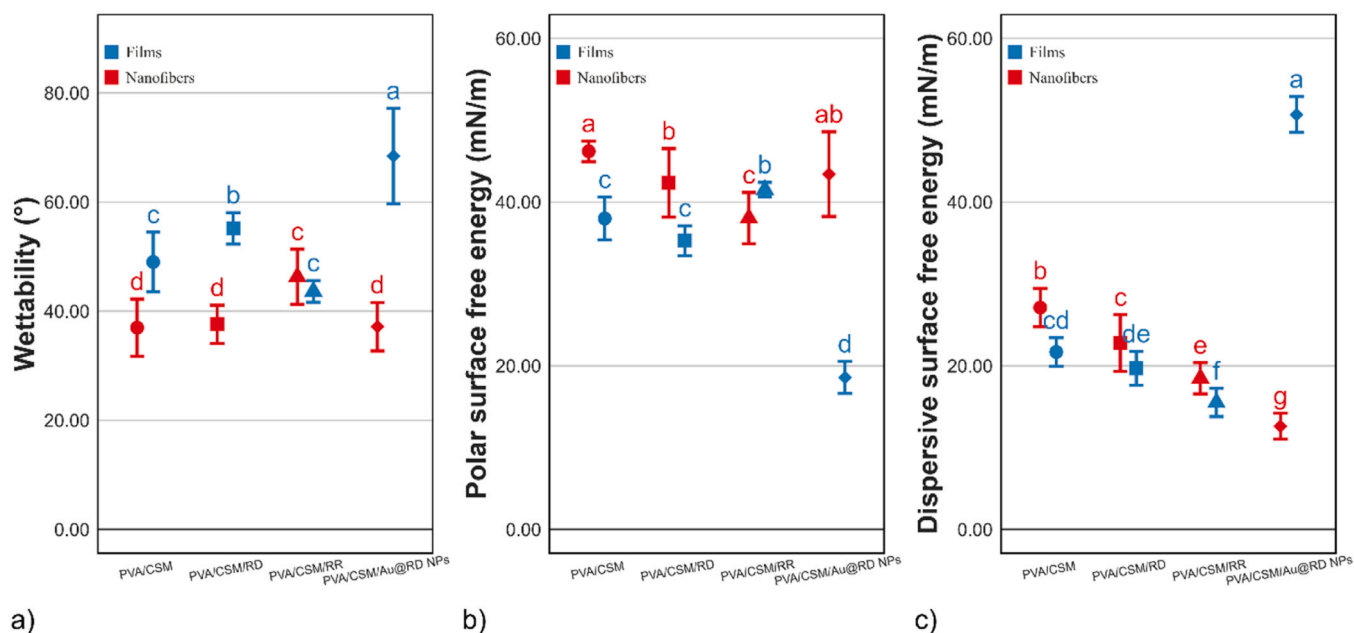 Wettability (°)
80.00
60.00
40.00
20.00
0.00
Films
Nanofibers
d
c
d
b
c
c
d
a
PVA/CSM
PVA/CSM/RD
PVA/CSM/RR
PVA/CSM/Au@RD NPs
a)
Polar surface free energy (mN/m)
60.00
40.00
20.00
0.00
Films
Nanofibers
a
c
b
c
c
b
ab
d
PVA/CSM
PVA/CSM/RD
PVA/CSM/RR
PVA/CSM/Au@RD NPs
b)
Dispersive surface free energy (mN/m)
60.00
40.00
20.00
0.00
Films
Nanofibers
b
cd
c
de
e
f
g
a
PVA/CSM
PVA/CSM/RD
PVA/CSM/RR
PVA/CSM/Au@RD NPs
c)